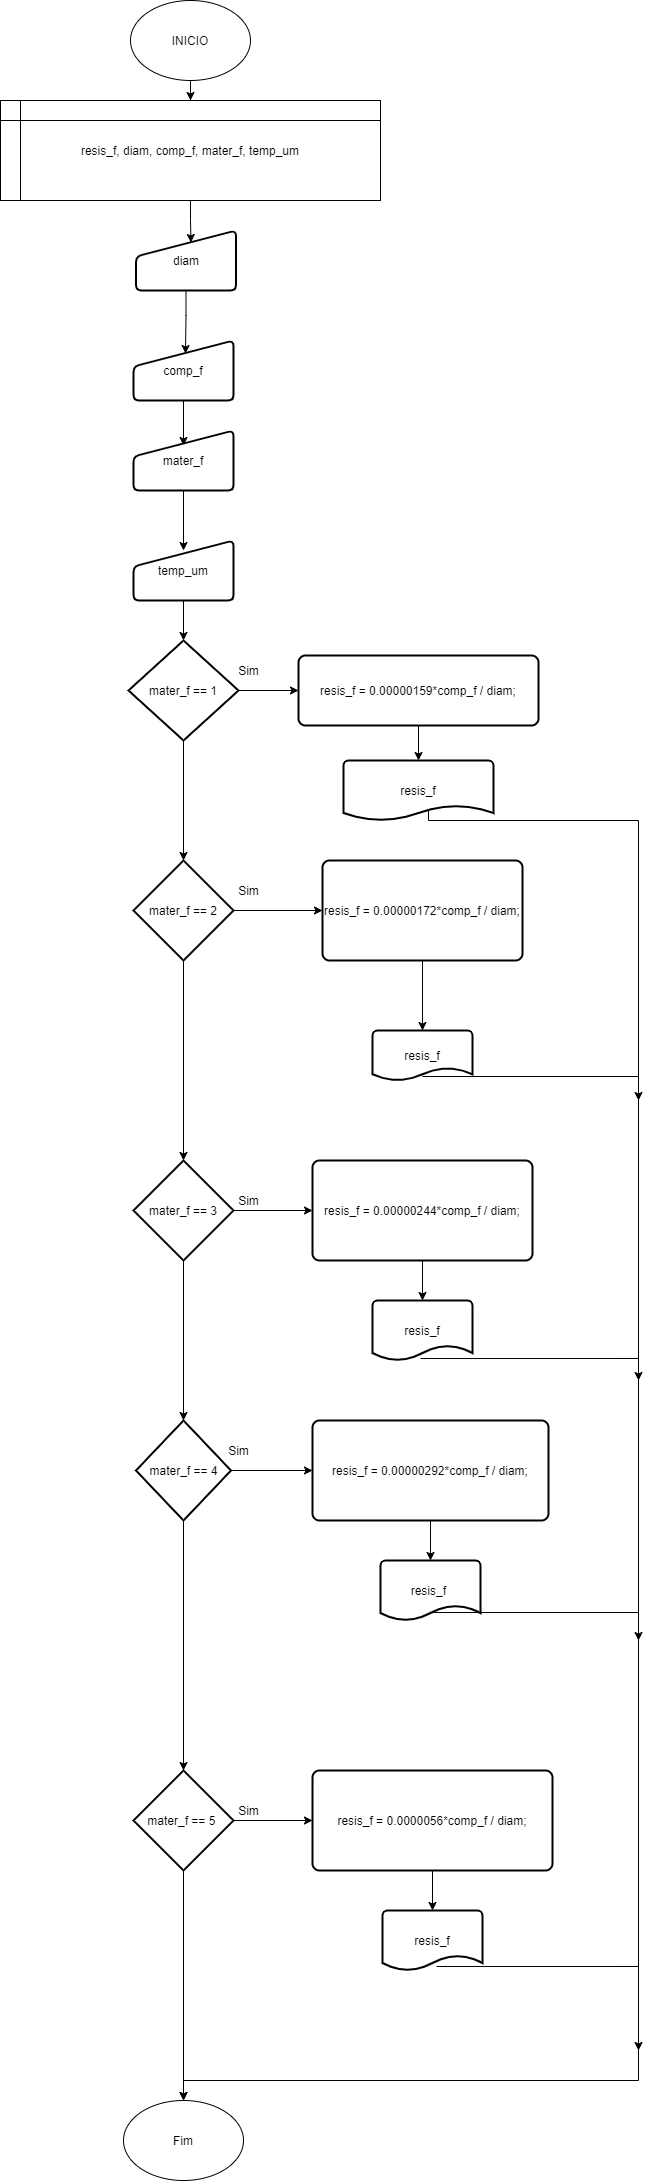 INICIO
resis_f, diam, comp_f, mater_f, temp_um
diam
comp_f
mater_f
temp_um
mater_f == 1
Sim
resis_f = 0.00000159*comp_f / diam;
resis_f
mater_f == 2
Sim
resis_f = 0.00000172*comp_f / diam;
resis_f
mater_f == 3
Sim
resis_f = 0.00000244*comp_f / diam;
resis_f
mater_f == 4
Sim
resis_f = 0.00000292*comp_f / diam;
resis_f
mater_f == 5
Sim
resis_f = 0.0000056*comp_f / diam;
resis_f
Fim